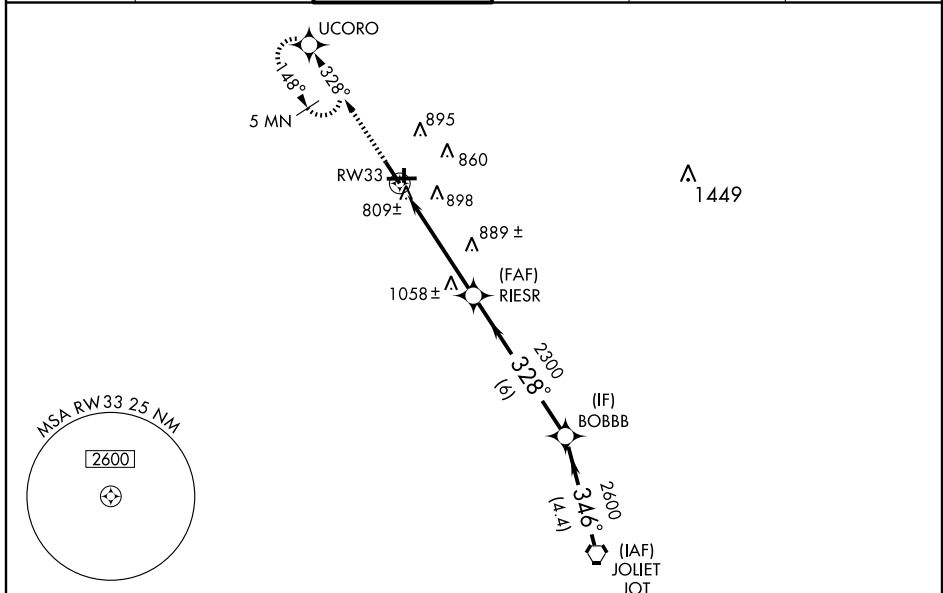 UCORO
328°
148°
5 MN
895
860
RW33
809±
898
1449
889 ±
1058±
(FAF)
RIESR
2300
328°
(6)
(IF)
BOBBB
MSA RW33 25 NM
2600
2600
346°
(4.4)
(IAF)
JOLIET
JOT